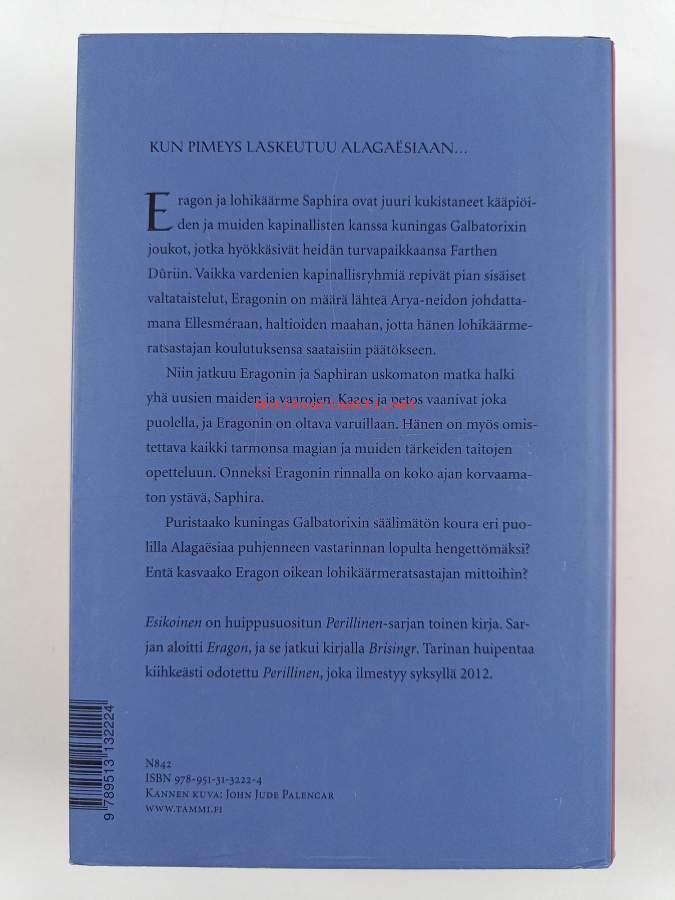 KUN PIMEYS LASKEUTUU ALAGAËSIAAN...
Eragon ja lohikäärme Saphira ovat juuri kukistaneet kääpiöi-
den ja muiden kapinallisten kanssa kuningas Galbatorixin
joukot, jotka hyökkäsivät heidän turvapaikkaansa Farthen
Dûriin. Vaikka vardenien kapinallisryhmiä repivät pian sisäiset
valtataistelut, Eragonin on määrä lähteä Arya-neidon johdatta-
mana Ellesméraan, haltioiden maahan, jotta hänen lohikäärme-
ratsastajan koulutuksensa saataisiin päätökseen.
Niin jatkuu Eragonin ja Saphiran uskomaton matka halki
yhä uusien maiden ja vaarojen. Kaaos ja petos vaanivat joka
antikvariaatti.net
puolella, ja Eragonin on oltava varuillaan. Hänen on myös omis-
tettava kaikki tarmonsa magian ja muiden tärkeiden taitojen
opetteluun. Onneksi Eragonin rinnalla on koko ajan korvaama-
ton ystävä, Saphira.
Puristaako kuningas Galbatorixin säälimätön koura eri puo-
lilla Alagaësiaa puhjenneen vastarinnan lopulta hengettömäksi?
Entä kasvaako Eragon oikean lohikäärmeratsastajan mittoihin?
Esikoinen on huippusuositun Perillinen-sarjan toinen kirja. Sar-
jan aloitti Eragon, ja se jatkui kirjalla Brisingr. Tarinan huipentaa
kiihkeästi odotettu Perillinen, joka ilmestyy syksyllä 2012.
N842
ISBN 978-951-31-3222-4
KANNEN KUVA: JOHN JUDE PALENCAR
WWW.TAMMI.FI
9 789513 132224